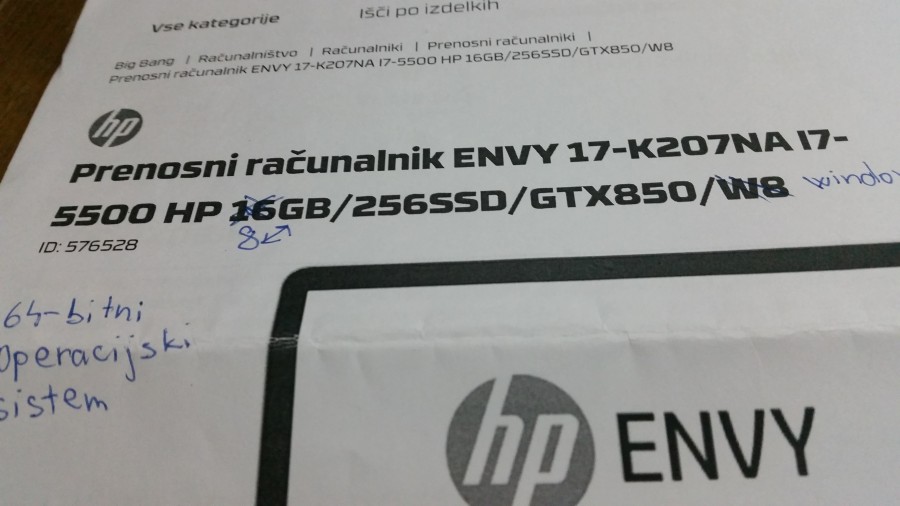 Vse kategorije
Išči po izdelkih
Big Bang | Računalništvo | Računalniki | Prenosni računalniki |
Prenosni računalnik ENVY 17-K207NA I7-5500 HP 16GB/256SSD/GTX850/W8
hp
Prenosni računalnik ENVY 17-K207NA I7-
5500 HP 16GB/256SSD/GTX850/W8 windo
8
ID: 576528
64-bitni
operacijski
sistem
hp ENVY